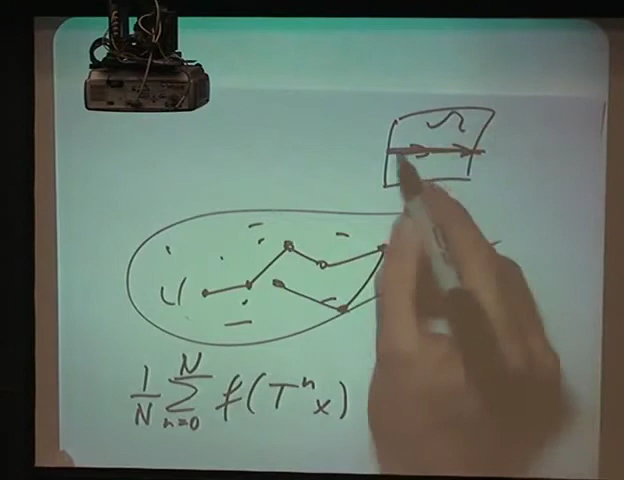 Ω
U
1/N ∑_{n=0}^{N} f(T^n x)